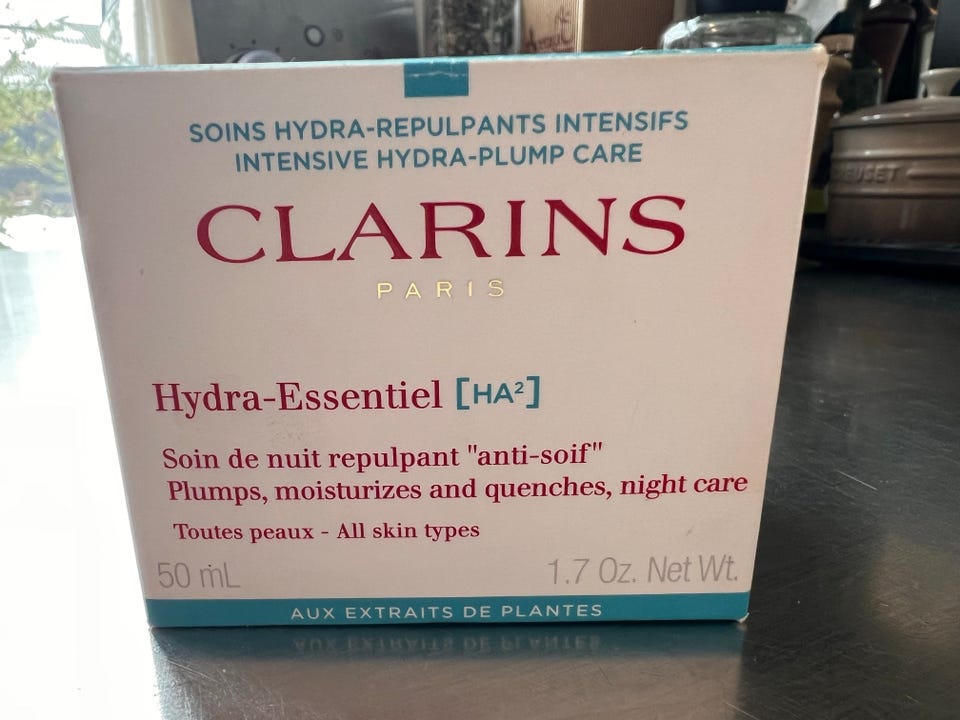 SOINS HYDRA-REPULPANTS INTENSIFS
INTENSIVE HYDRA-PLUMP CARE
CLARINS
PARIS
Hydra-Essentiel [HA²]
Soin de nuit repulpant "anti-soif"
Plumps, moisturizes and quenches, night care
Toutes peaux - All skin types
50 mL 1.7 Oz. Net Wt.
AUX EXTRAITS DE PLANTES